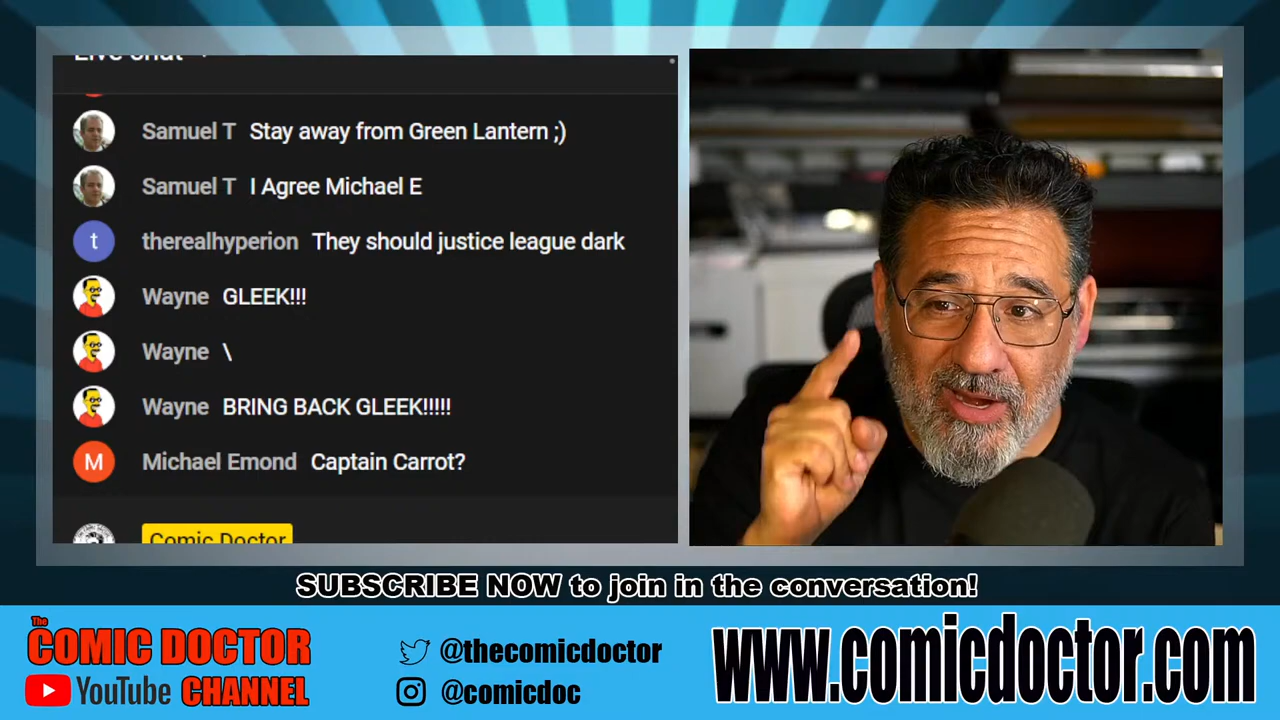 Live chat
Samuel T Stay away from Green Lantern ;)
Samuel T I Agree Michael E
t therealhyperion They should justice league dark
Wayne GLEEK!!!
Wayne \
Wayne BRING BACK GLEEK!!!!!
M Michael Emond Captain Carrot?
Comic Doctor
SUBSCRIBE NOW to join in the conversation!
The
COMIC DOCTOR
YouTube CHANNEL
@thecomicdoctor
@comicdoc
www.comicdoctor.com